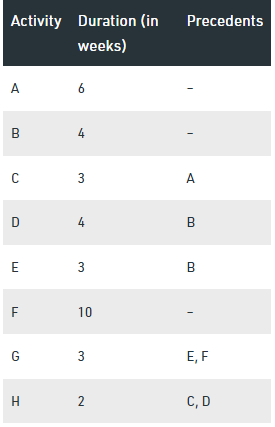 Activity Duration (in weeks) Precedents
A 6 –
B 4 –
C 3 A
D 4 B
E 3 B
F 10 –
G 3 E, F
H 2 C, D